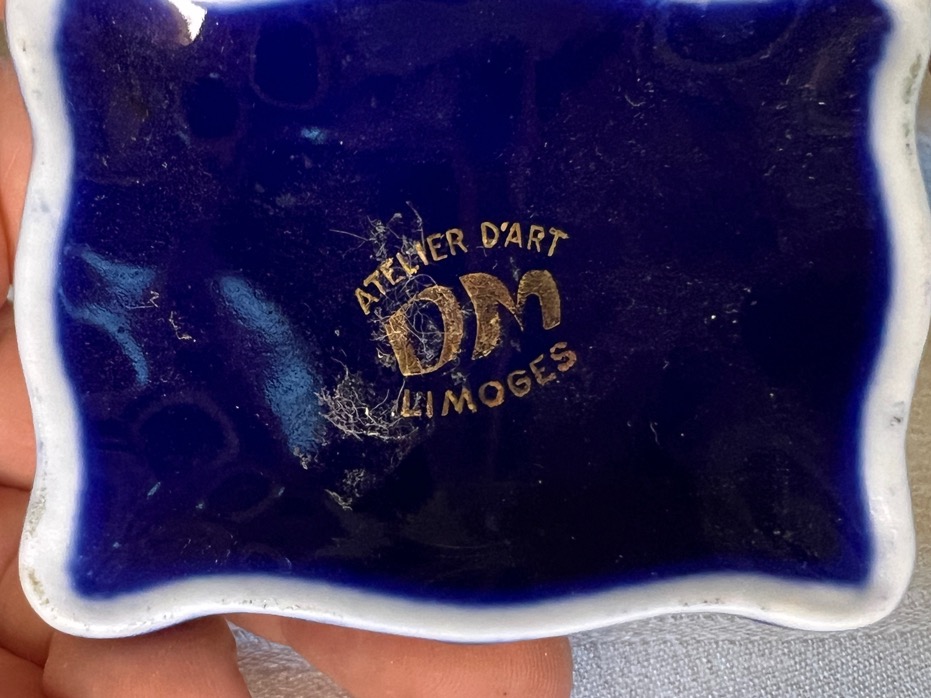 ATELIER D'ART
DM
LIMOGES